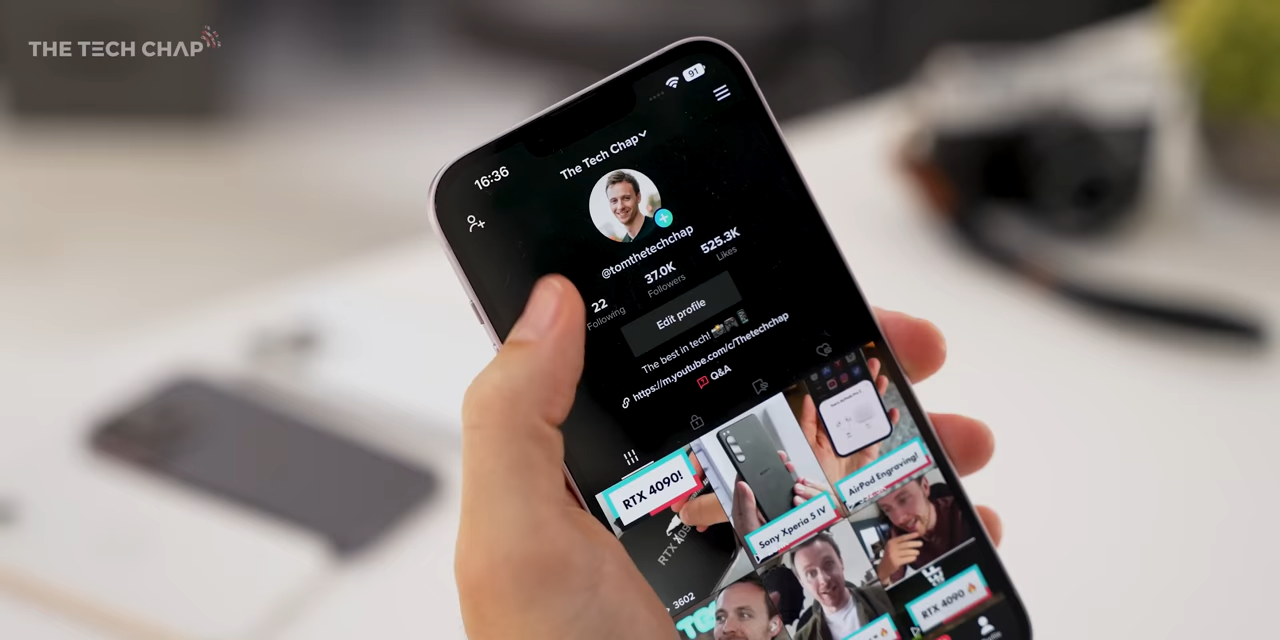 THE TECH CHAP
16:36
91
The Tech Chap
@tomthetechchap
22
Following
37.0K
Followers
525.3K
Likes
Edit profile
The best in tech!
https://m.youtube.com/c/Thetechchap
Q&A
RTX 4090!
Sony Xperia 5 IV
AirPod Engraving!
3602
RTX 4090